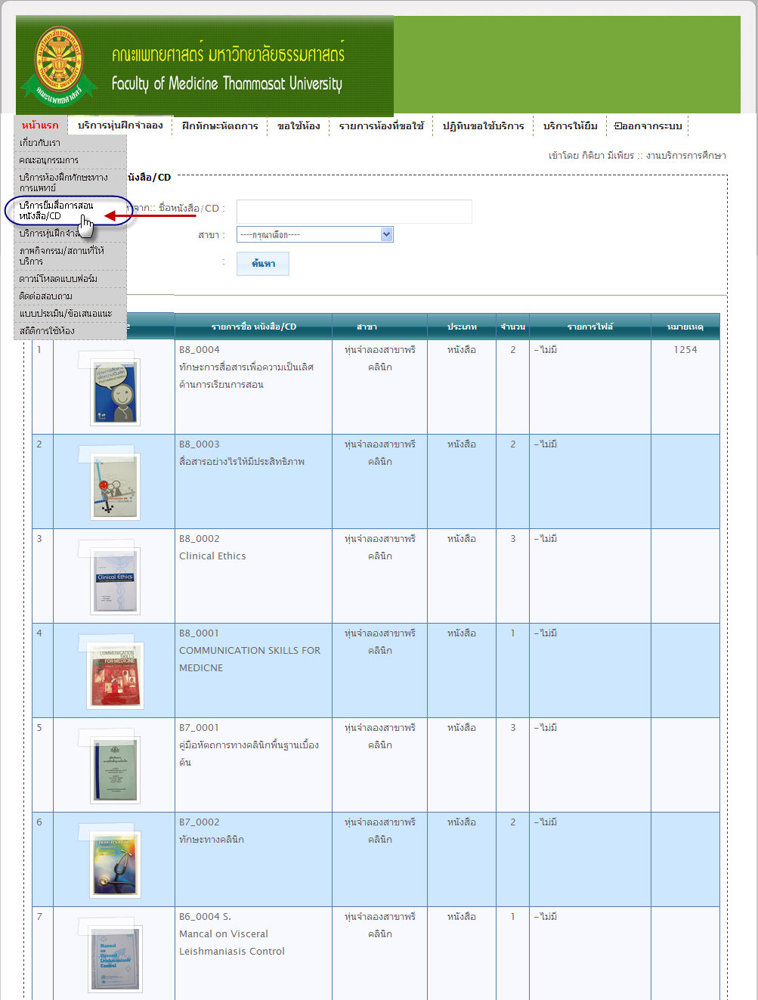 คณะแพทยศาสตร์ มหาวิทยาลัยธรรมศาสตร์
Faculty of Medicine Thammasat University
คณะแพทยศาสตร์
หน้าแรก บริการหุ่นฝึกจำลอง ฝึกทักษะหัตถการ ขอใช้ห้อง รายการห้องที่ขอใช้ ปฏิทินขอใช้บริการ บริการให้ยืม ออกจากระบบ
เข้าโดย กิติยา มีเพียร :: งานบริการการศึกษา
เกี่ยวกับเรา
คณะอนุกรรมการ
บริการห้องฝึกทักษะทาง
การแพทย์
บริการยืมสื่อการสอน
หนังสือ/CD
บริการหุ่นฝึกจำล
ภาพกิจกรรม/สถานที่ให้
บริการ
ดาวน์โหลดแบบฟอร์ม
ติดต่อสอบถาม
แบบประเมิน/ข้อเสนอแนะ
สถิติการใช้ห้อง
นังสือ/CD
าจาก:: ชื่อหนังสือ/CD :
สาขา : ----กรุณาเลือก----
: ค้นหา
e รายการชื่อ หนังสือ/CD สาขา ประเภท จำนวน รายการไฟล์ หมายเหตุ
1 B8_0004 หุ่นจำลองสาขาพรี หนังสือ 2 -ไม่มี 1254
ทักษะการสื่อสารเพื่อความเป็นเลิศ คลินิก
ด้านการเรียนการสอน
2 B8_0003 หุ่นจำลองสาขาพรี หนังสือ 2 -ไม่มี
สื่อสารอย่างไรให้มีประสิทธิภาพ คลินิก
3 B8_0002 หุ่นจำลองสาขาพรี หนังสือ 3 -ไม่มี
Clinical Ethics คลินิก
Clinical Ethics
4 B8_0001 หุ่นจำลองสาขาพรี หนังสือ 1 -ไม่มี
COMMUNICATION SKILLS FOR คลินิก
MEDICNE
COMMUNICATION
SKILLS
FOR MEDICINE
5 B7_0001 หุ่นจำลองสาขาพรี หนังสือ 3 -ไม่มี
คู่มือหัตถการทางคลินิกพื้นฐานเบื้อง คลินิก
ต้น
6 B7_0002 หุ่นจำลองสาขาพรี หนังสือ 2 -ไม่มี
ทักษะทางคลินิก คลินิก
7 B6_0004 S. หุ่นจำลองสาขาพรี หนังสือ 1 -ไม่มี
Mancal on Visceral คลินิก
Leishmaniasis Control
Manual
on
Visceral
Leishmaniasis
Control